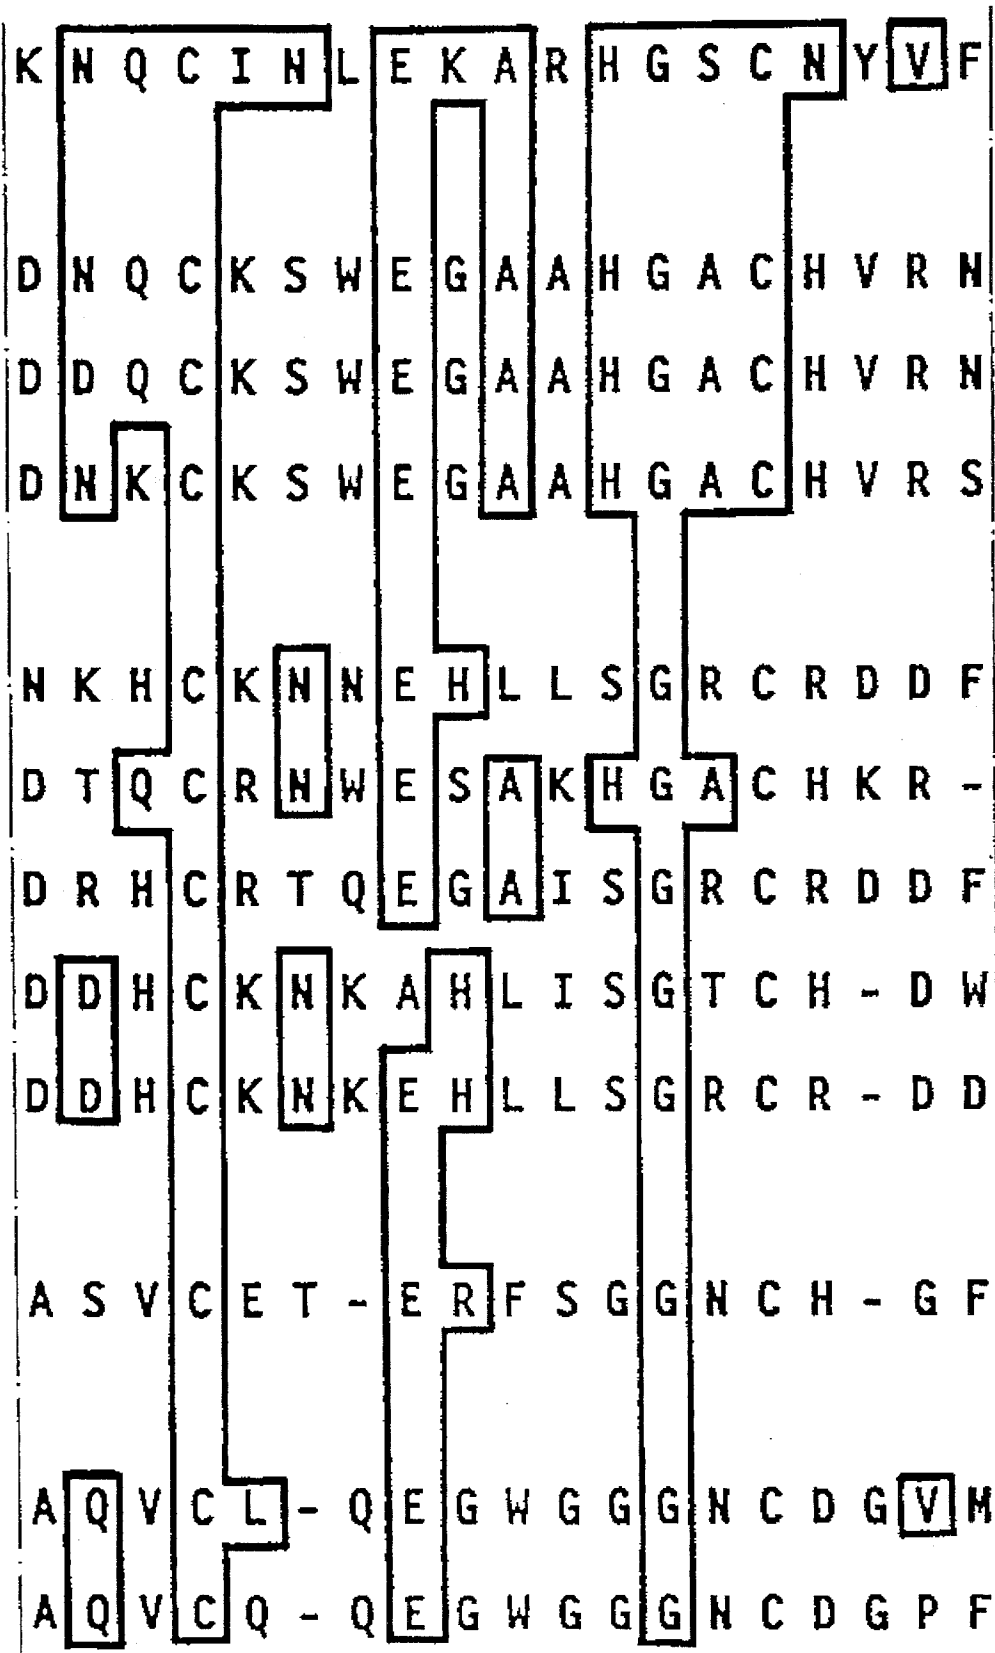 K N Q C I N L E K A R H G S C N Y V F
D N Q C K S W E G A A H G A C H V R N
D D Q C K S W E G A A H G A C H V R N
D N K C K S W E G A A H G A C H V R S
N K H C K N N E H L L S G R C R D D F
D T Q C R N W E S A K H G A C H K R -
D R H C R T Q E G A I S G R C R D D F
D D H C K N K A H L I S G T C H - D W
D D H C K N K E H L L S G R C R - D D
A S V C E T - E R F S G G N C H - G F
A Q V C L - Q E G W G G G N C D G V M
A Q V C Q - Q E G W G G G N C D G P F